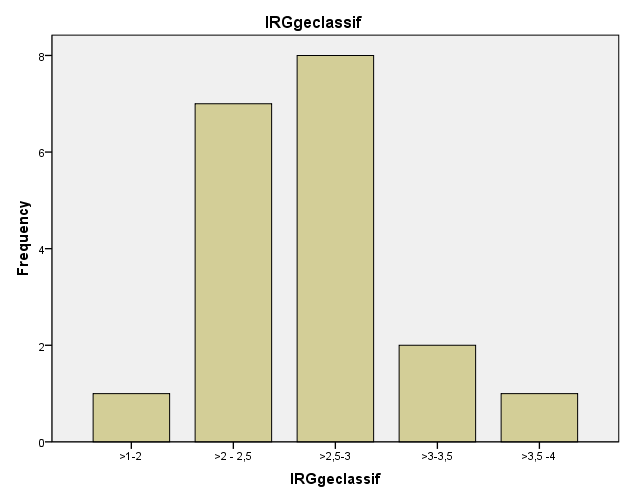 IRGgeclassif
8
6
4
2
0
Frequency
>1-2
>2 - 2,5
>2,5-3
>3-3,5
>3,5 -4
IRGgeclassif